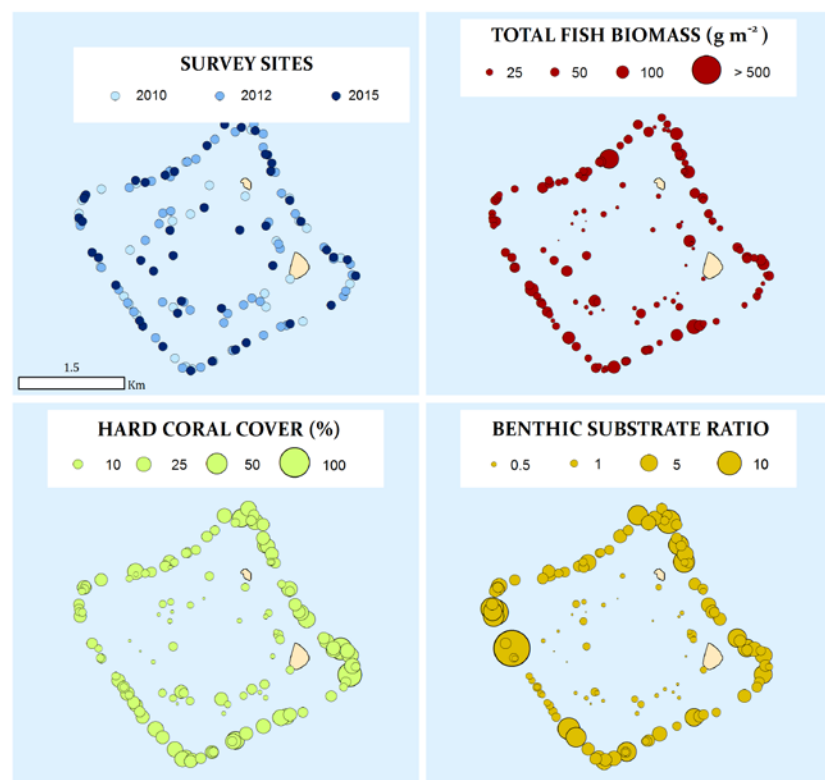 SURVEY SITES
2010 2012 2015
1.5
Km
TOTAL FISH BIOMASS (g m⁻²)
25 50 100 > 500
HARD CORAL COVER (%)
10 25 50 100
BENTHIC SUBSTRATE RATIO
0.5 1 5 10